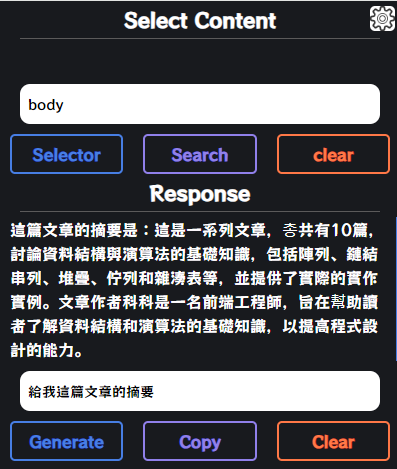 Select Content
body
Selector Search clear
Response
這篇文章的摘要是：這是一系列文章，총共有10篇，
討論資料結構與演算法的基礎知識，包括陣列、鏈結
串列、堆疊、佇列和雜湊表等，並提供了實際的實作
實例。文章作者科科是一名前端工程師，旨在幫助讀
者了解資料結構和演算法的基礎知識，以提高程式設
計的能力。
給我這篇文章的摘要
Generate Copy Clear